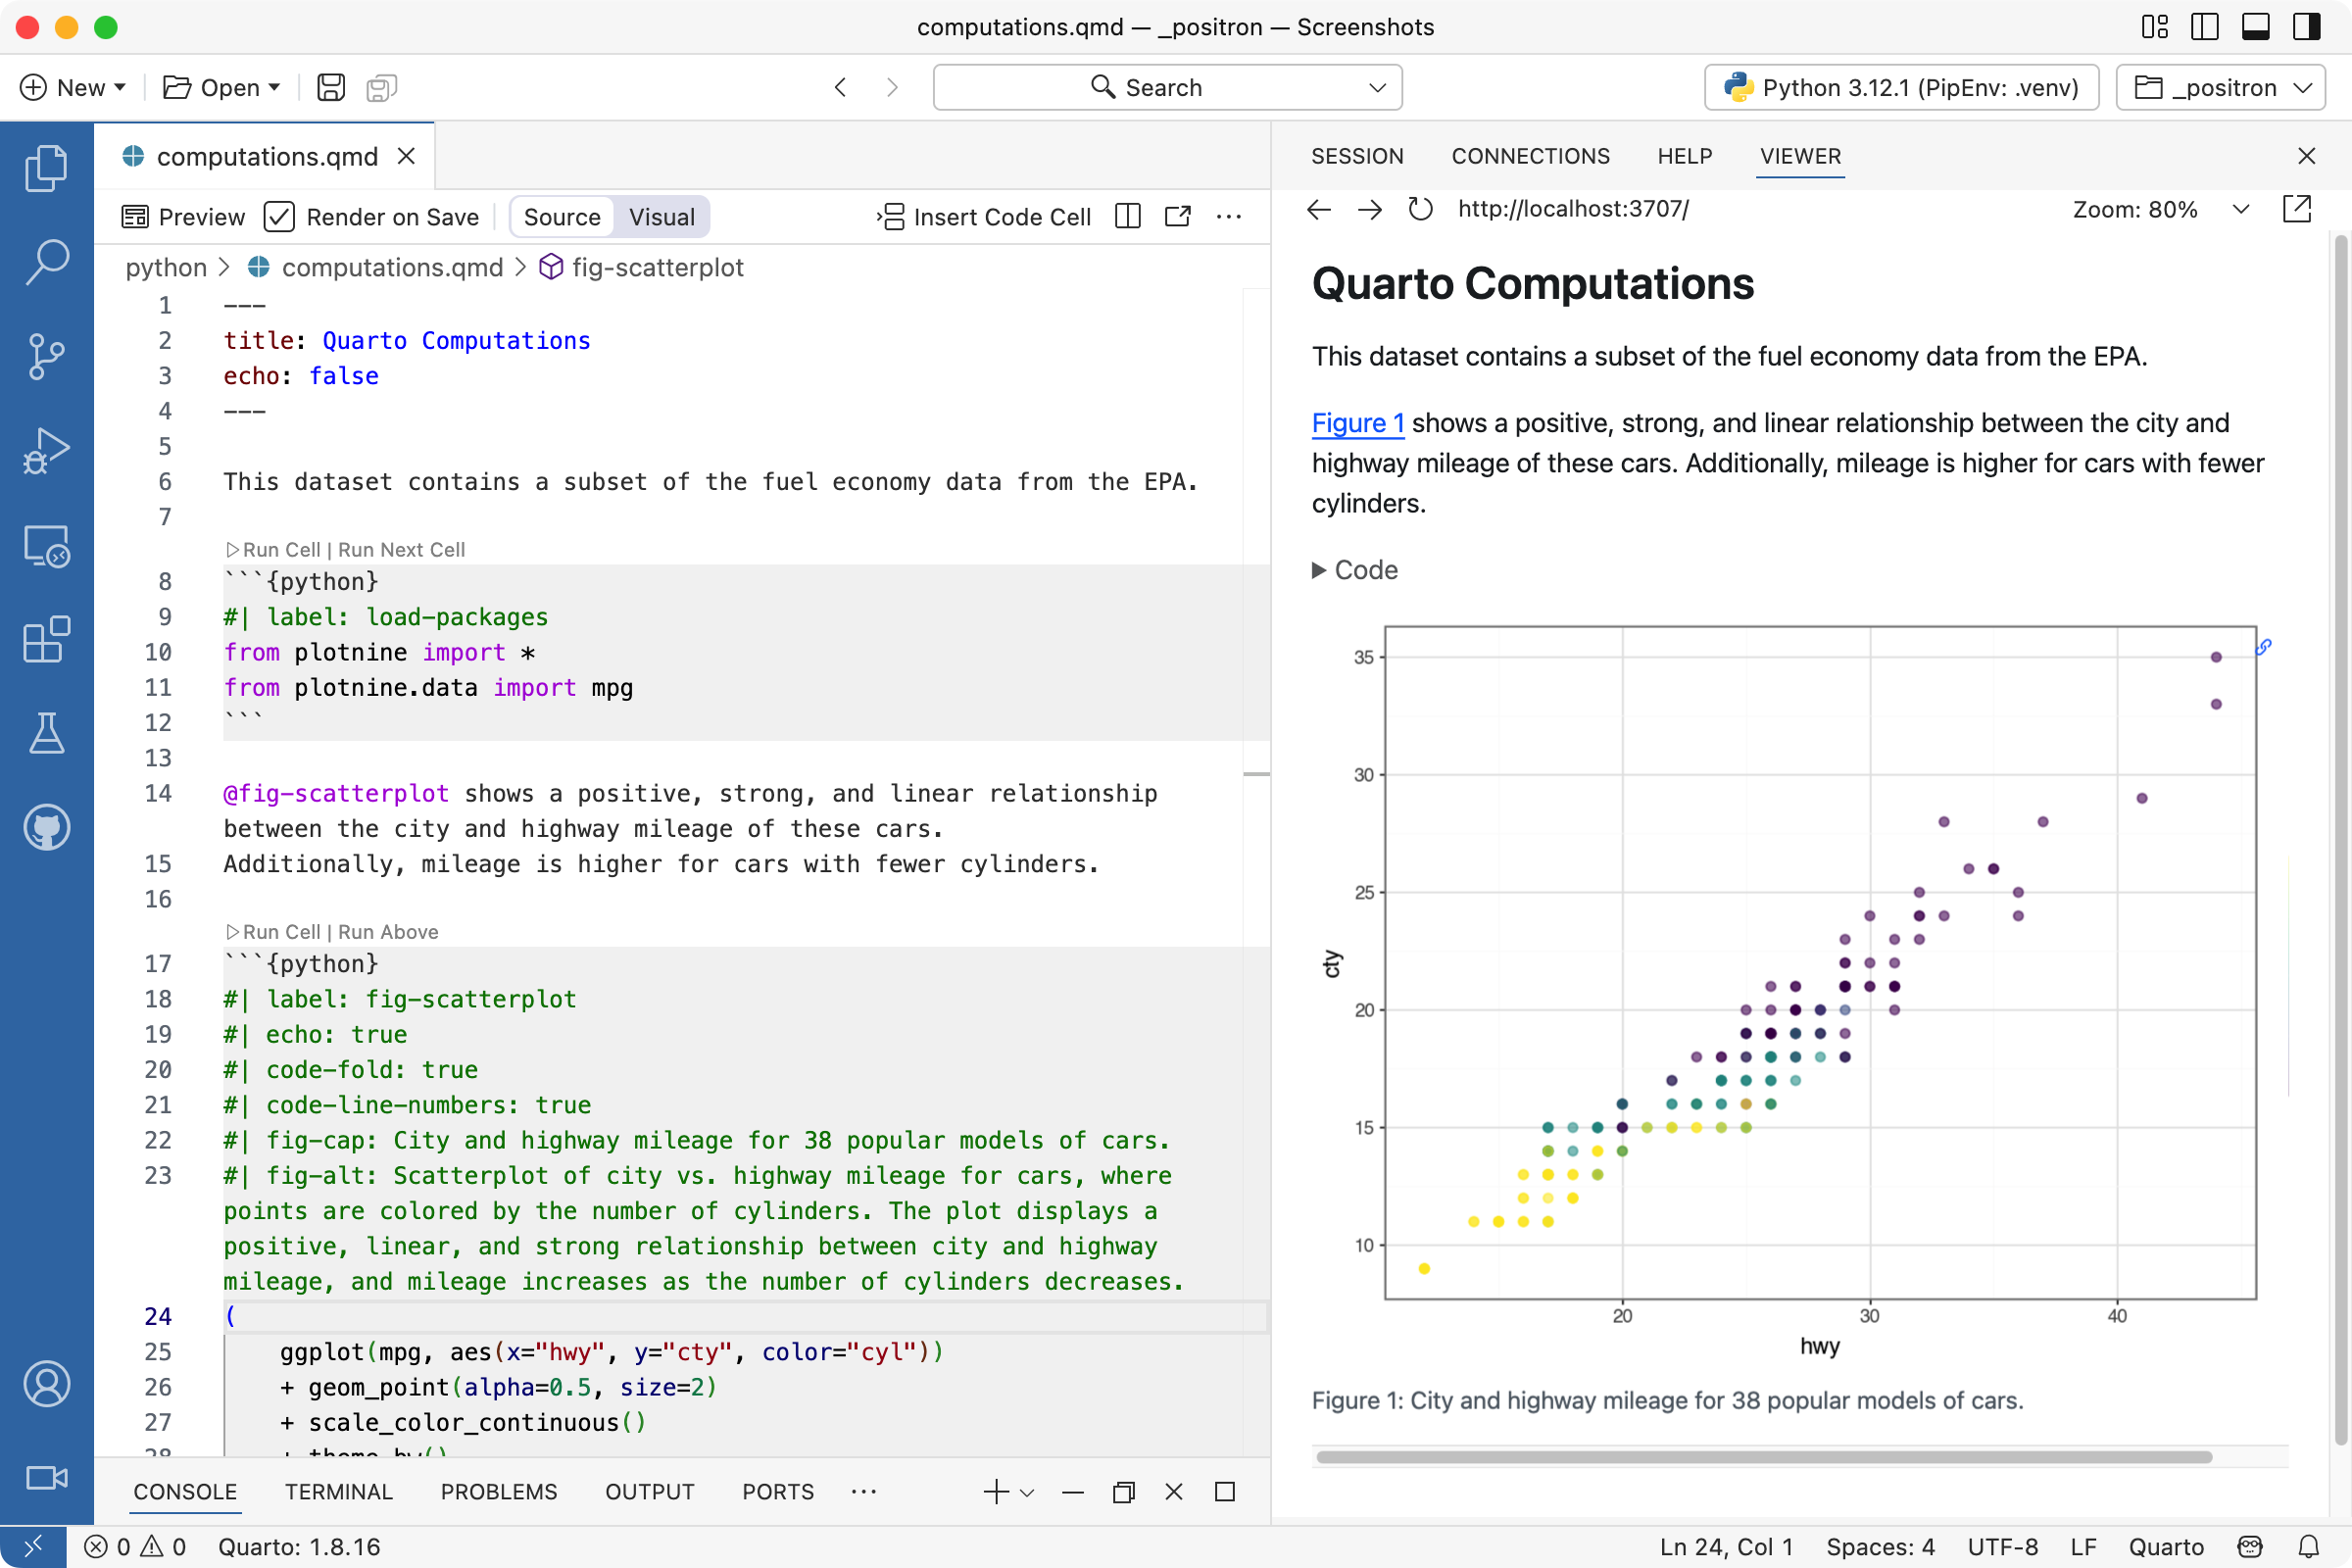 computations.qmd — _positron — Screenshots
New
Open
Search
Python 3.12.1 (PipEnv: .venv)
_positron
computations.qmd
Preview
Render on Save
Source
Visual
Insert Code Cell
python > computations.qmd > fig-scatterplot
1 ---
2 title: Quarto Computations
3 echo: false
4 ---
5
6 This dataset contains a subset of the fuel economy data from the EPA.
7
Run Cell | Run Next Cell
8 ```{python}
9 #| label: load-packages
10 from plotnine import *
11 from plotnine.data import mpg
12 ```
13
14 @fig-scatterplot shows a positive, strong, and linear relationship
between the city and highway mileage of these cars.
15 Additionally, mileage is higher for cars with fewer cylinders.
16
Run Cell | Run Above
17 ```{python}
18 #| label: fig-scatterplot
19 #| echo: true
20 #| code-fold: true
21 #| code-line-numbers: true
22 #| fig-cap: City and highway mileage for 38 popular models of cars.
23 #| fig-alt: Scatterplot of city vs. highway mileage for cars, where
points are colored by the number of cylinders. The plot displays a
positive, linear, and strong relationship between city and highway
mileage, and mileage increases as the number of cylinders decreases.
24 (
25 ggplot(mpg, aes(x="hwy", y="cty", color="cyl"))
26 + geom_point(alpha=0.5, size=2)
27 + scale_color_continuous()
SESSION
CONNECTIONS
HELP
VIEWER
http://localhost:3707/
Zoom: 80%
Quarto Computations
This dataset contains a subset of the fuel economy data from the EPA.
Figure 1 shows a positive, strong, and linear relationship between the city and
highway mileage of these cars. Additionally, mileage is higher for cars with fewer
cylinders.
Code
35
30
25
20
15
10
cty
20
30
40
hwy
Figure 1: City and highway mileage for 38 popular models of cars.
CONSOLE
TERMINAL
PROBLEMS
OUTPUT
PORTS
0
0
Quarto: 1.8.16
Ln 24, Col 1
Spaces: 4
UTF-8
LF
Quarto